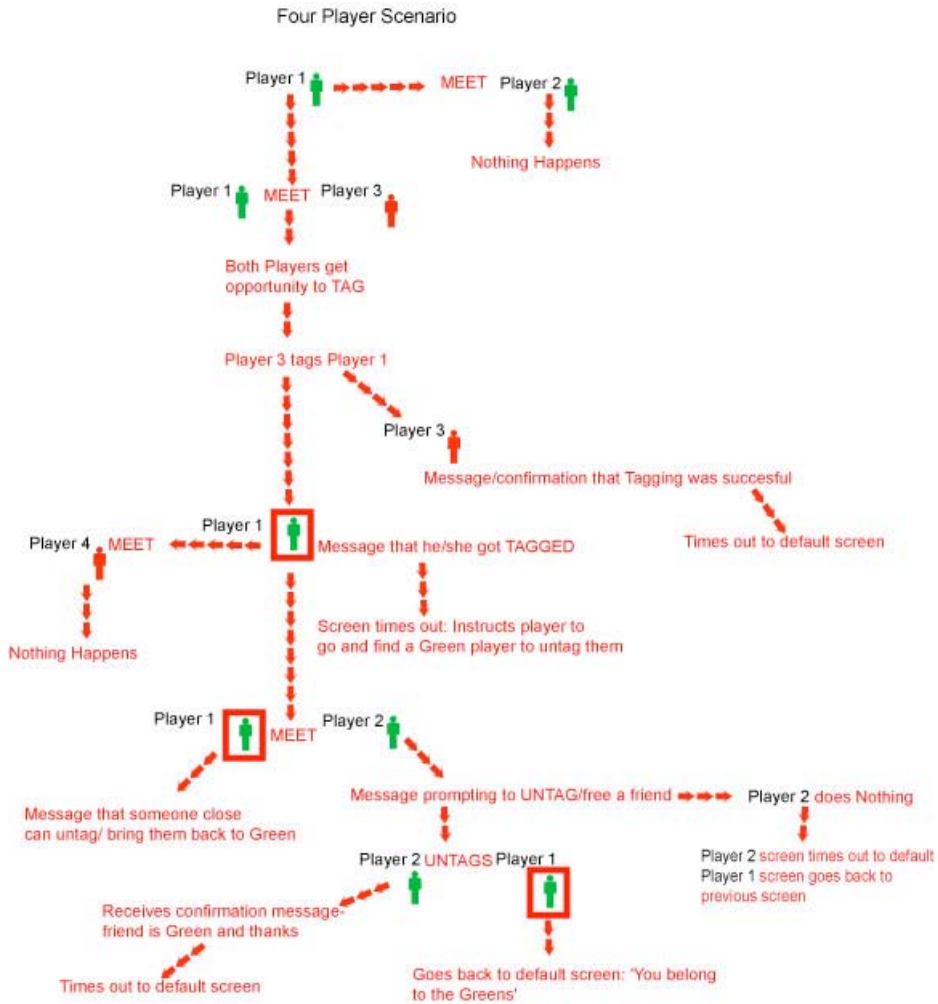 Four Player Scenario
Player 1
MEET
Player 2
Nothing Happens
Player 1
MEET
Player 3
Both Players get
opportunity to TAG
Player 3 tags Player 1
Player 3
Message/confirmation that Tagging was succesful
Times out to default screen
Player 1
Message that he/she got TAGGED
Player 4 MEET
Nothing Happens
Screen times out: Instructs player to
go and find a Green player to untag them
Player 1
MEET
Player 2
Message that someone close
can untag/ bring them back to Green
Message prompting to UNTAG/free a friend
Player 2 does Nothing
Player 2 screen times out to default
Player 1 screen goes back to
previous screen
Player 2 UNTAGS Player 1
Receives confirmation message-
friend is Green and thanks
Times out to default screen
Goes back to default screen: 'You belong
to the Greens'